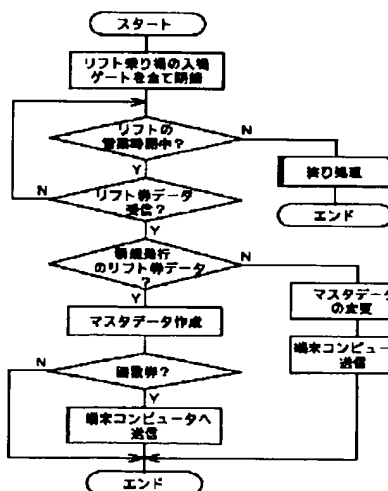 スタート
リフト乗り場の入場
ゲートを全て閉鎖
リフトの
営業時間中?
N
Y
終り処理
エンド
N
リフト券データ
受信?
Y
新規発行
のリフト券データ
?
N
Y
マスタデータ作成
マスタデータ
の変更
端末コンピュータ
送信
N
回数券?
Y
端末コンピュータへ
送信
エンド